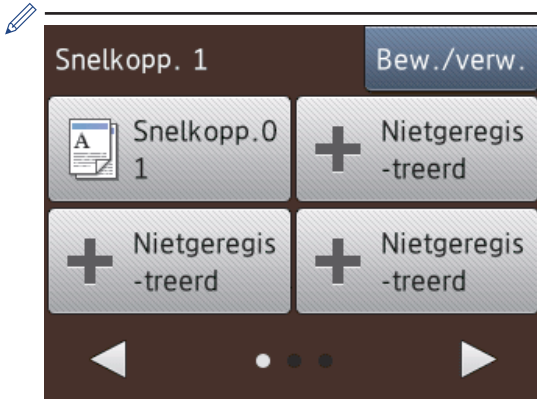 Snelkopp. 1
Bew./verw.
Snelkopp.0
1
Nietgeregis
-treerd
Nietgeregis
-treerd
Nietgeregis
-treerd